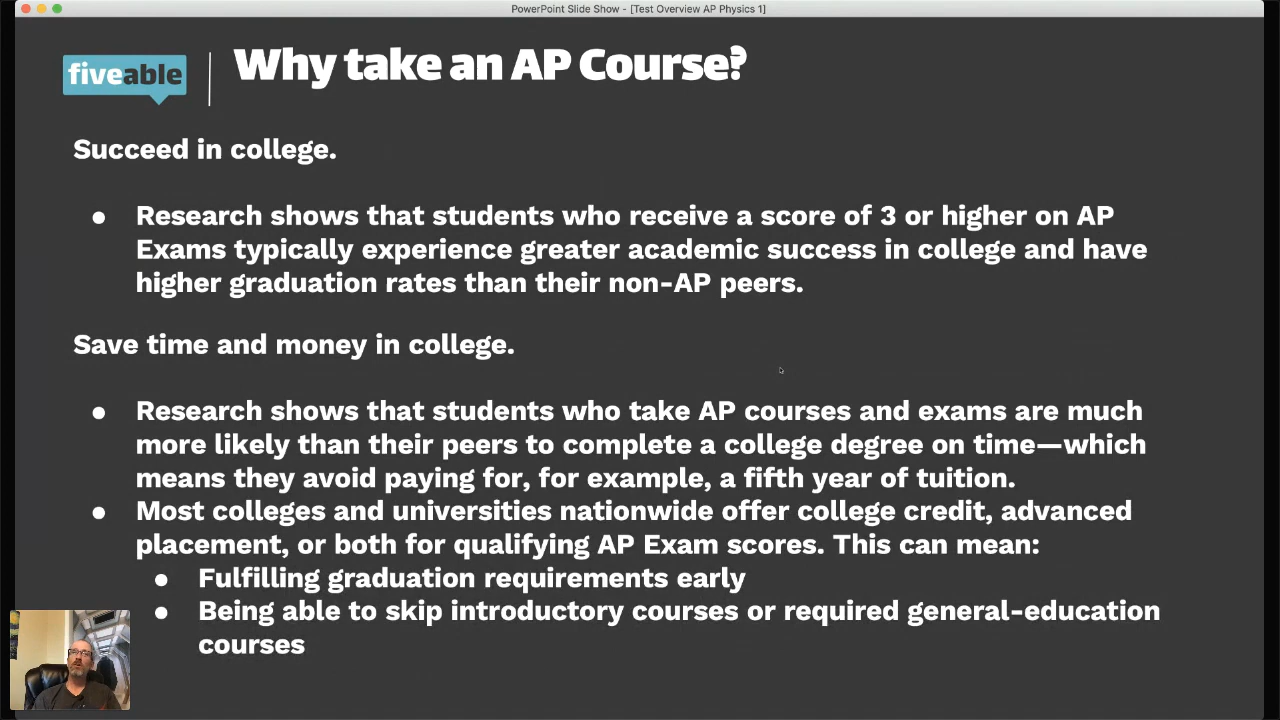 PowerPoint Slide Show - [Test Overview AP Physics 1]
fiveable
Why take an AP Course?
Succeed in college.
● Research shows that students who receive a score of 3 or higher on AP
Exams typically experience greater academic success in college and have
higher graduation rates than their non-AP peers.
Save time and money in college.
● Research shows that students who take AP courses and exams are much
more likely than their peers to complete a college degree on time—which
means they avoid paying for, for example, a fifth year of tuition.
● Most colleges and universities nationwide offer college credit, advanced
placement, or both for qualifying AP Exam scores. This can mean:
● Fulfilling graduation requirements early
● Being able to skip introductory courses or required general-education
courses